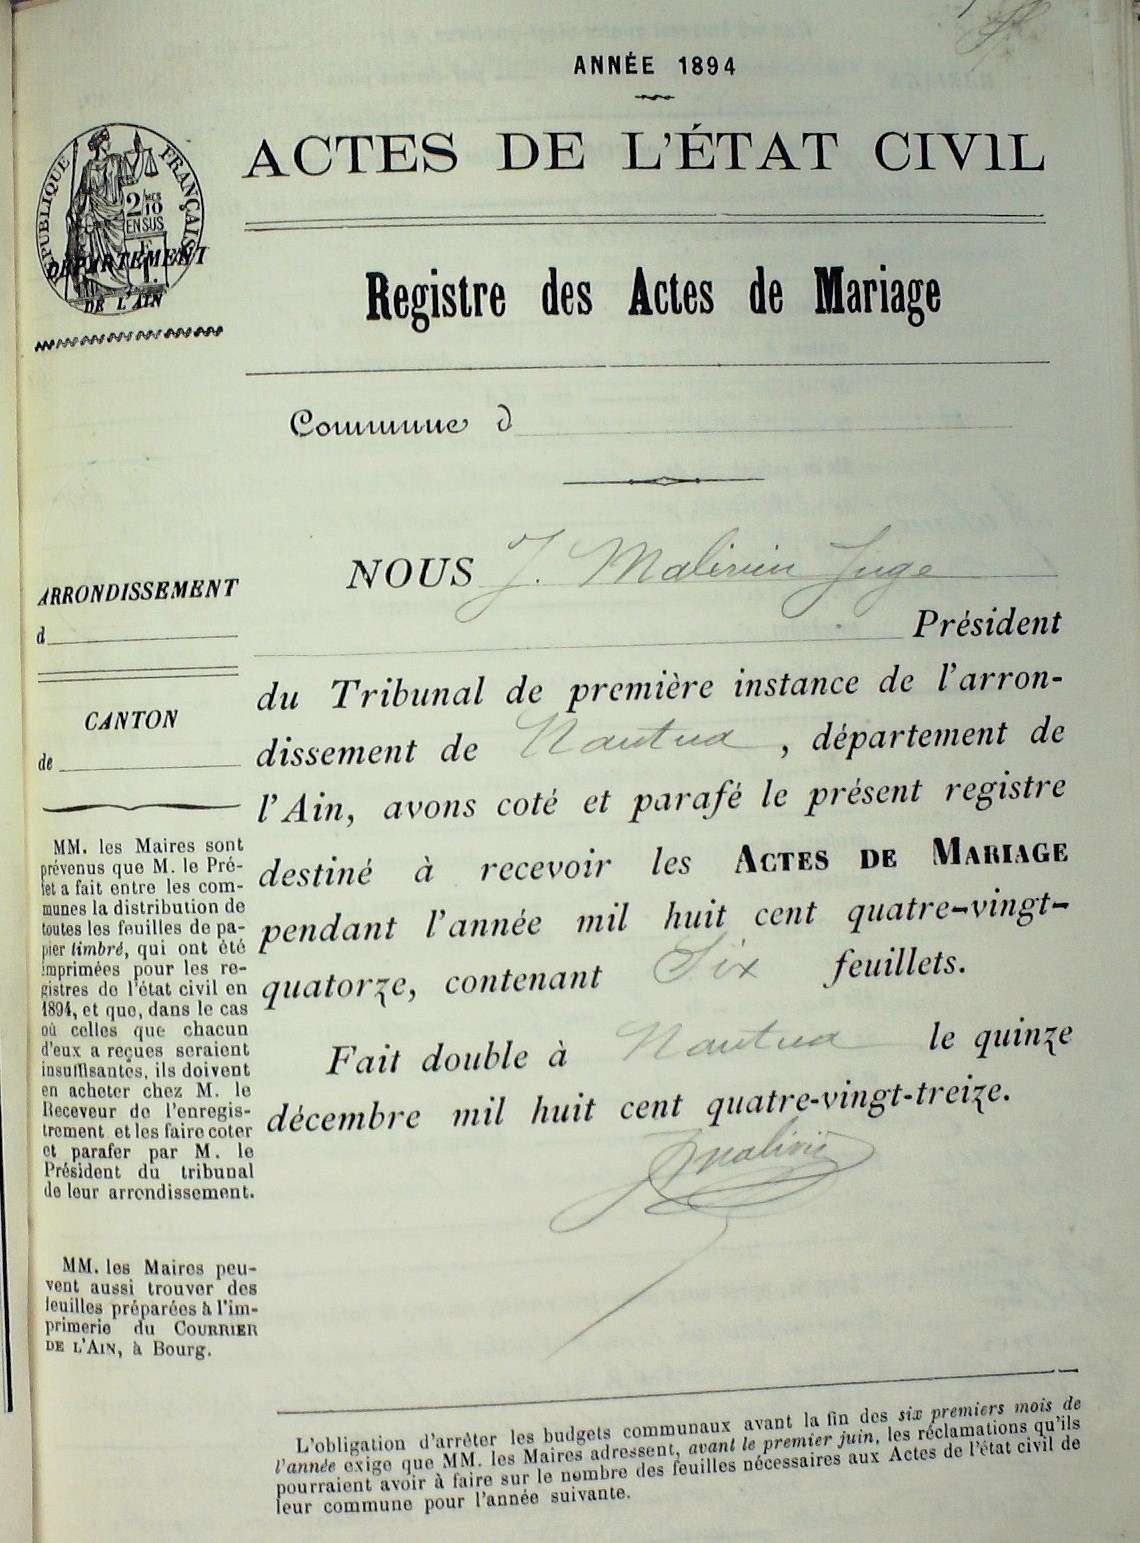 ANNÉE 1894
ACTES DE L'ÉTAT CIVIL
RÉPUBLIQUE FRANÇAISE
2/10
EN SUS
DÉPARTEMENT
DE L'AIN
Registre des Actes de Mariage
Commune d
ARRONDISSEMENT
d
CANTON
de
MM. les Maires sont
prévenus que M. le Pré-
fet a fait entre les com-
munes la distribution de
toutes les feuilles de pa-
pier timbré, qui ont été
imprimées pour les re-
gistres de l'état civil en
1894, et que, dans le cas
où celles que chacun
d'eux a reçues seraient
insuffisantes, ils doivent
en acheter chez M. le
Receveur de l'enregis-
trement et les faire coter
et parafer par M. le
Président du tribunal
de leur arrondissement.
MM. les Maires peu-
vent aussi trouver des
feuilles préparées à l'im-
primerie du COURRIER
DE L'AIN, à Bourg.
NOUS J. Malivin Juge
Président
du Tribunal de première instance de l'arron-
dissement de Nantua, département de
l'Ain, avons coté et parafé le présent registre
destiné à recevoir les ACTES DE MARIAGE
pendant l'année mil huit cent quatre-vingt-
quatorze, contenant Six feuillets.
Fait double à Nantua le quinze
décembre mil huit cent quatre-vingt-treize.
J Malivin
L'obligation d'arrêter les budgets communaux avant la fin des six premiers mois de
l'année exige que MM. les Maires adressent, avant le premier juin, les réclamations qu'ils
pourraient avoir à faire sur le nombre des feuilles nécessaires aux Actes de l'état civil de
leur commune pour l'année suivante.